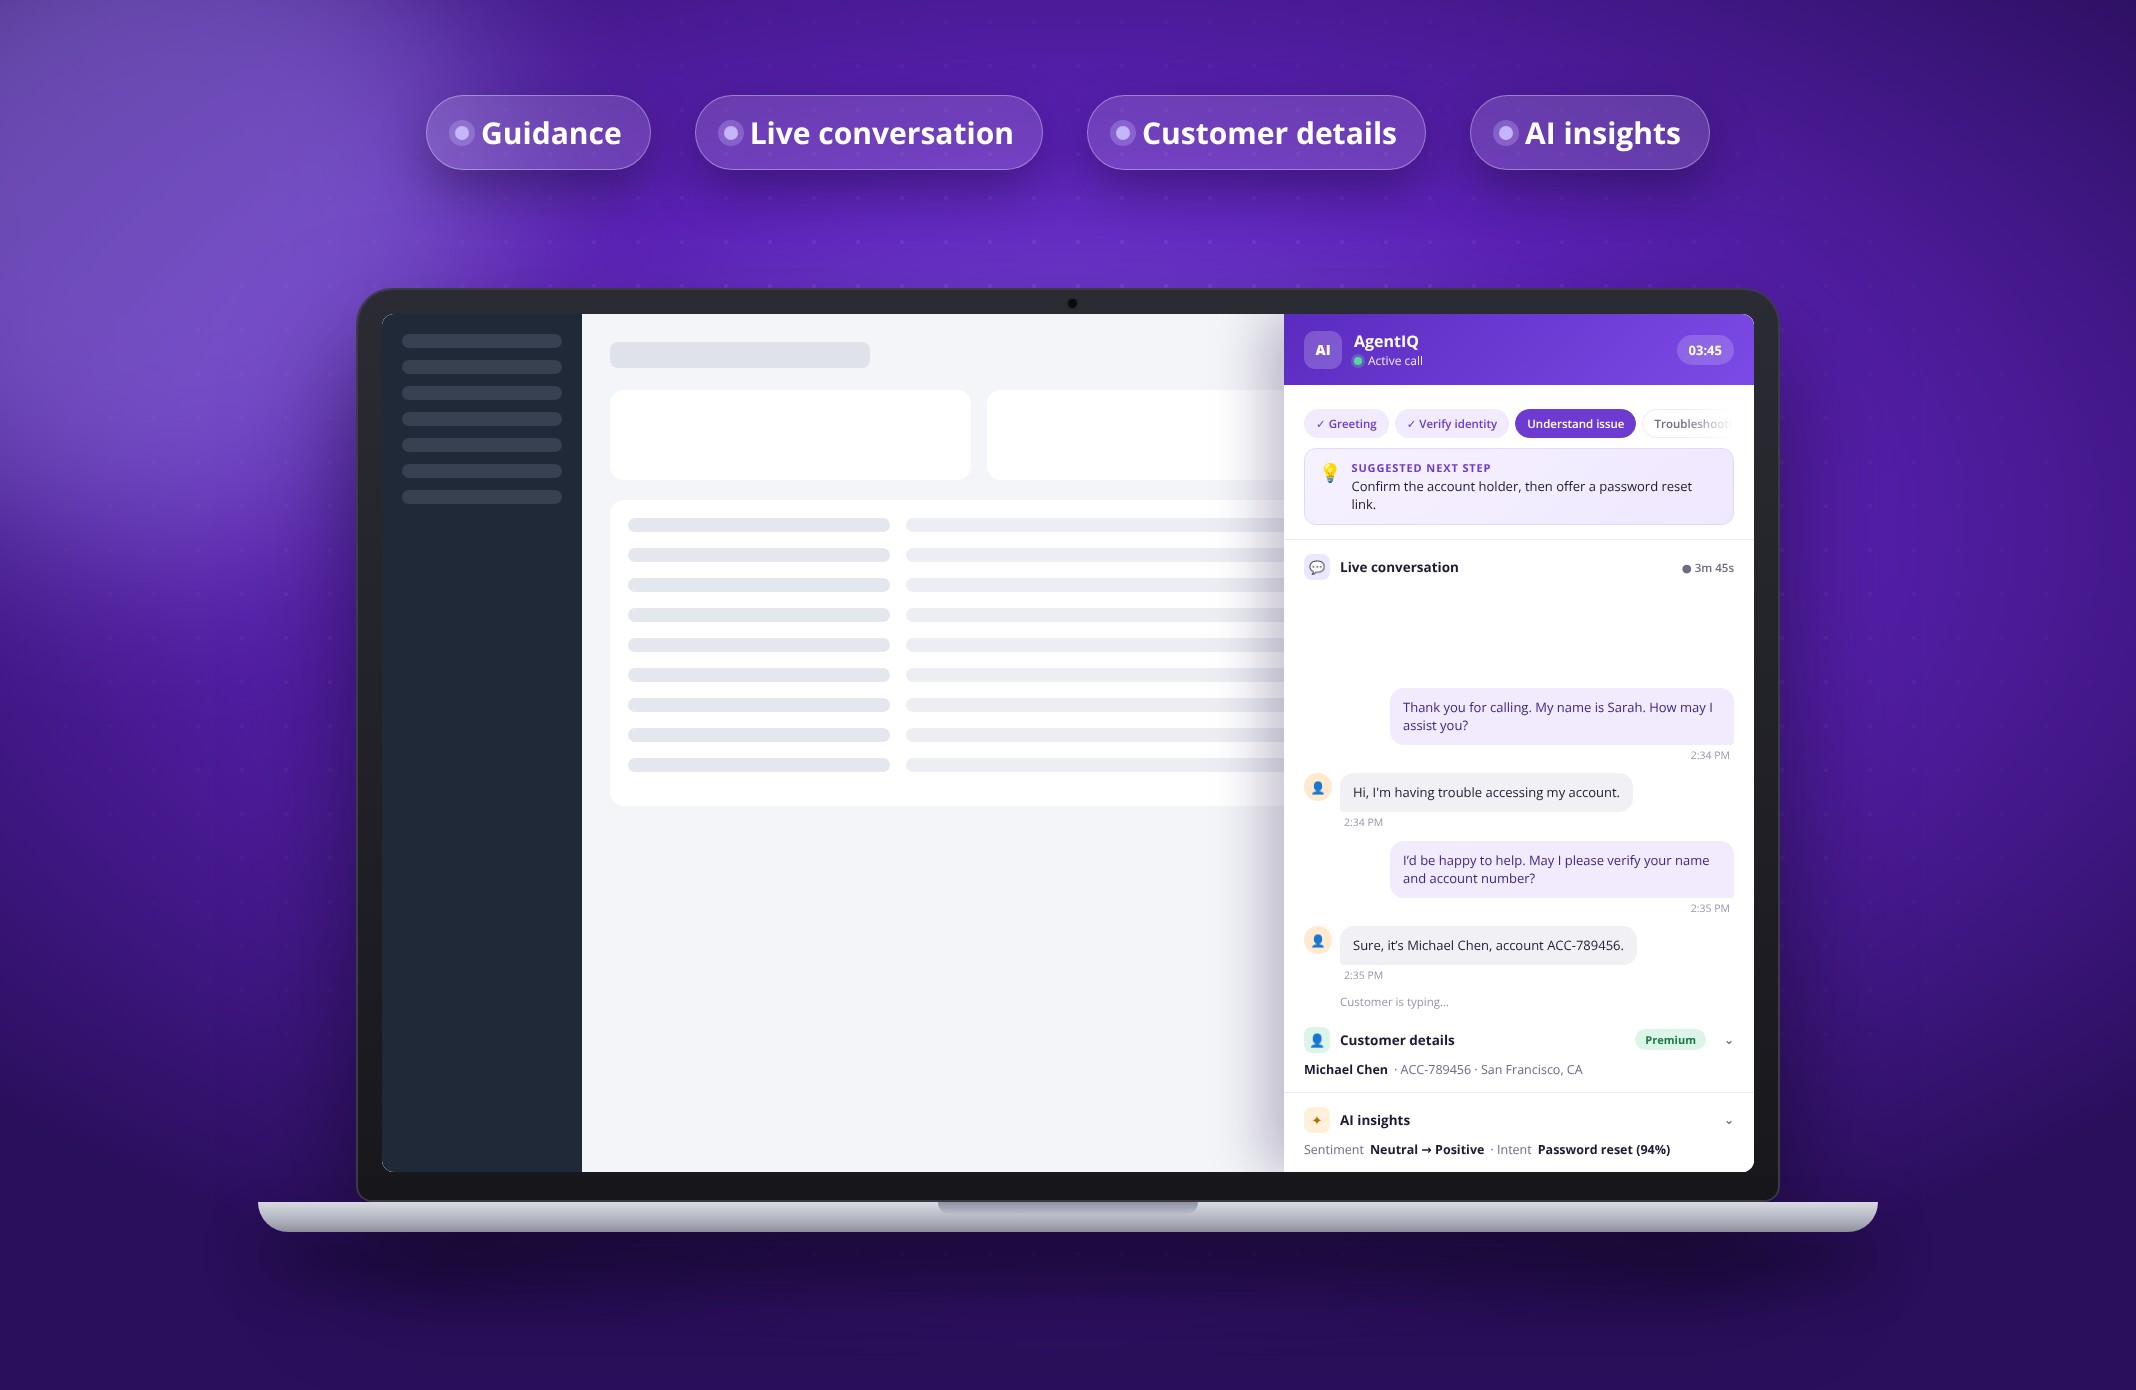 Guidance
Live conversation
Customer details
AI insights
AI
AgentIQ
Active call
03:45
✓ Greeting
✓ Verify identity
Understand issue
Troubleshoot
SUGGESTED NEXT STEP
Confirm the account holder, then offer a password reset
link.
Live conversation
3m 45s
Thank you for calling. My name is Sarah. How may I
assist you?
2:34 PM
Hi, I'm having trouble accessing my account.
2:34 PM
I’d be happy to help. May I please verify your name
and account number?
2:35 PM
Sure, it’s Michael Chen, account ACC-789456.
2:35 PM
Customer is typing…
Customer details
Premium
Michael Chen · ACC-789456 · San Francisco, CA
AI insights
Sentiment Neutral → Positive · Intent Password reset (94%)